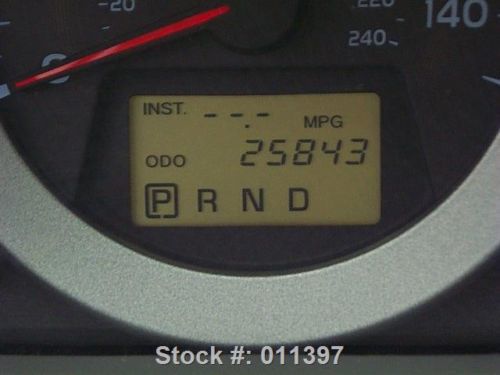 20
220
140
240
INST. --.- MPG
ODO 25843
P R N D
Stock #: 011397